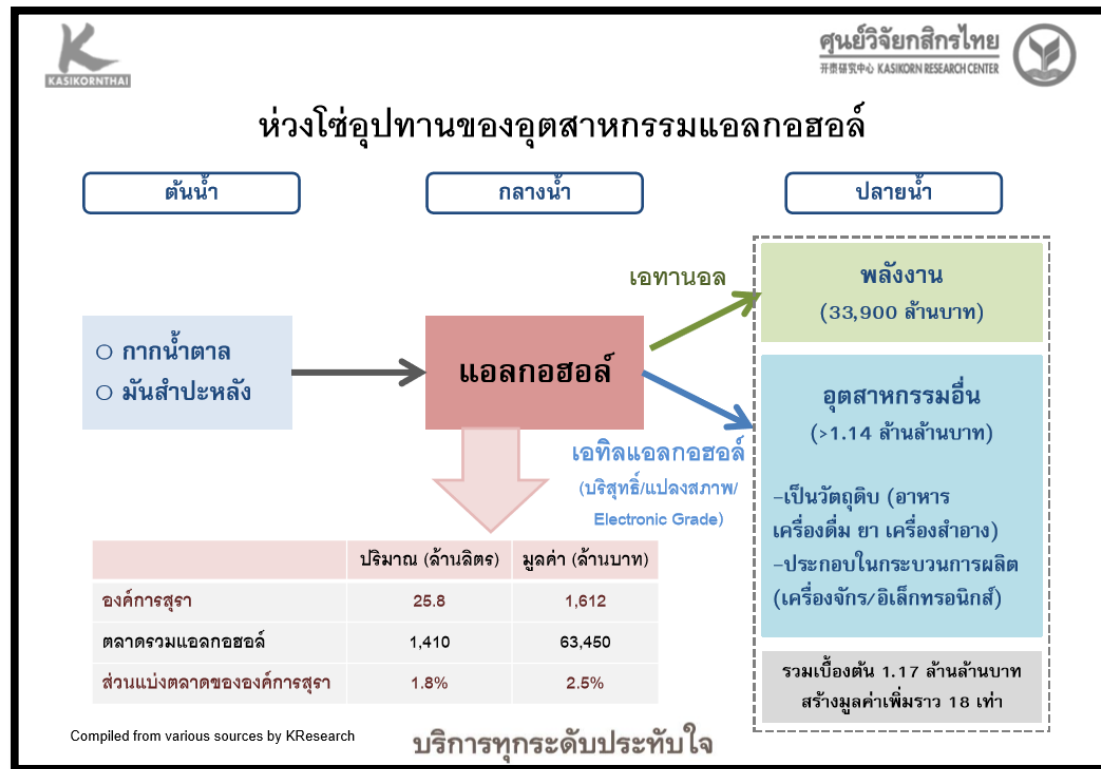 KASIKORNTHAI
ศูนย์วิจัยกสิกรไทย
开泰研究中心 KASIKORN RESEARCH CENTER
ห่วงโซ่อุปทานของอุตสาหกรรมแอลกอฮอล์
ต้นน้ำ
กลางน้ำ
ปลายน้ำ
กากน้ำตาล
มันสำปะหลัง
แอลกอฮอล์
เอทานอล
พลังงาน
(33,900 ล้านบาท)
เอทิลแอลกอฮอล์
(บริสุทธิ์/แปลงสภาพ/
Electronic Grade)
อุตสาหกรรมอื่น
(>1.14 ล้านล้านบาท)
-เป็นวัตถุดิบ (อาหาร
เครื่องดื่ม ยา เครื่องสำอาง)
-ประกอบในกระบวนการผลิต
(เครื่องจักร/อิเล็กทรอนิกส์)
ปริมาณ (ล้านลิตร) มูลค่า (ล้านบาท)
องค์การสุรา 25.8 1,612
ตลาดรวมแอลกอฮอล์ 1,410 63,450
ส่วนแบ่งตลาดขององค์การสุรา 1.8% 2.5%
รวมเบื้องต้น 1.17 ล้านล้านบาท
สร้างมูลค่าเพิ่มราว 18 เท่า
Compiled from various sources by KResearch
บริการทุกระดับประทับใจ